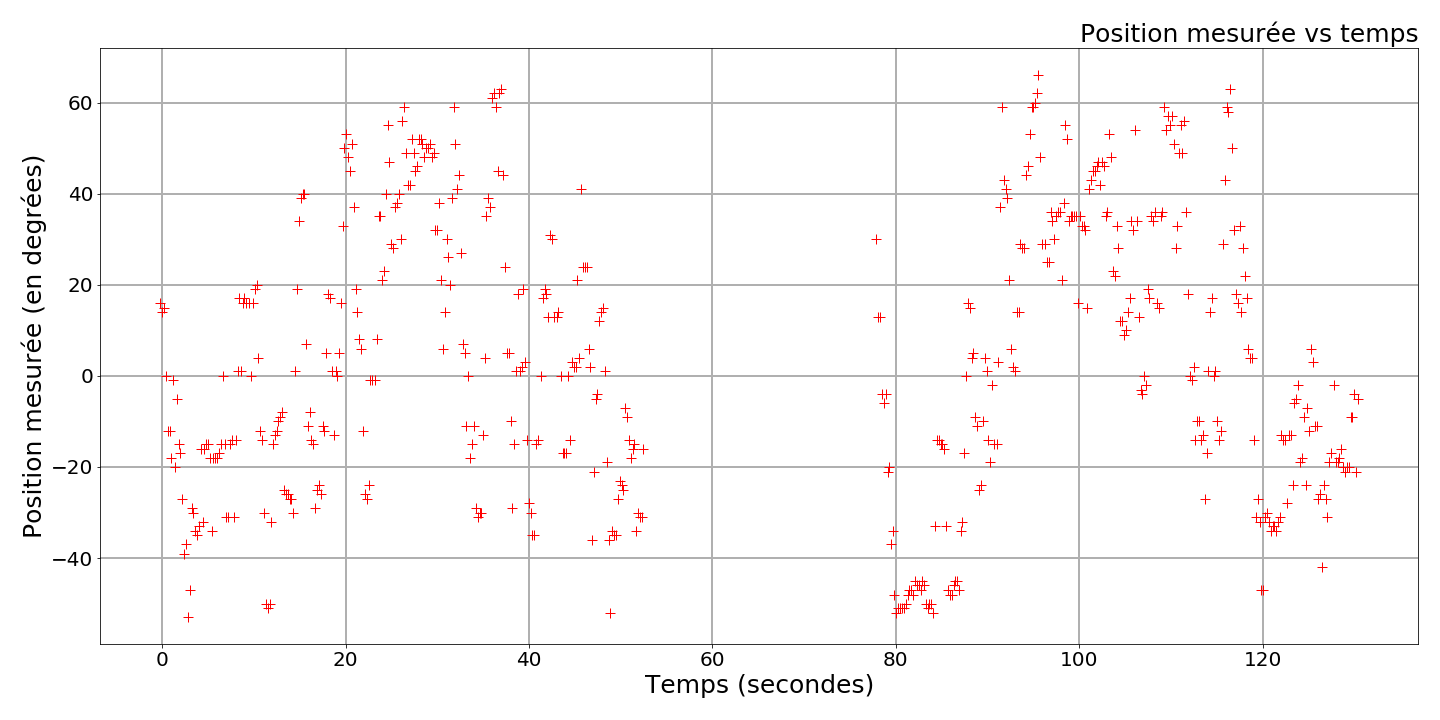 Position mesurée vs temps
Position mesurée (en degrées)
60
40
20
0
−20
−40
0 20 40 60 80 100 120
Temps (secondes)